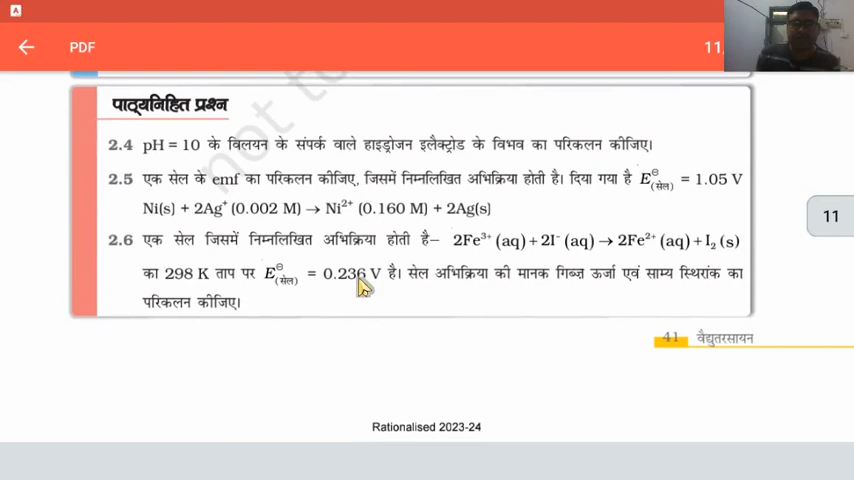 A
PDF
11
पाठ्यनिहित प्रश्न
not to
2.4 pH = 10 के विलयन के संपर्क वाले हाइड्रोजन इलैक्ट्रोड के विभव का परिकलन कीजिए।
2.5 एक सेल के emf का परिकलन कीजिए, जिसमें निम्नलिखित अभिक्रिया होती है। दिया गया है E⊖(सेल) = 1.05 V
Ni(s) + 2Ag⁺ (0.002 M) → Ni²⁺ (0.160 M) + 2Ag(s)
11
2.6 एक सेल जिसमें निम्नलिखित अभिक्रिया होती है– 2Fe³⁺ (aq) + 2I⁻ (aq) → 2Fe²⁺ (aq) + I₂ (s)
का 298 K ताप पर E⊖(सेल) = 0.236 V है। सेल अभिक्रिया की मानक गिब्ज़ ऊर्जा एवं साम्य स्थिरांक का
परिकलन कीजिए।
41 वैद्युतरसायन
Rationalised 2023-24